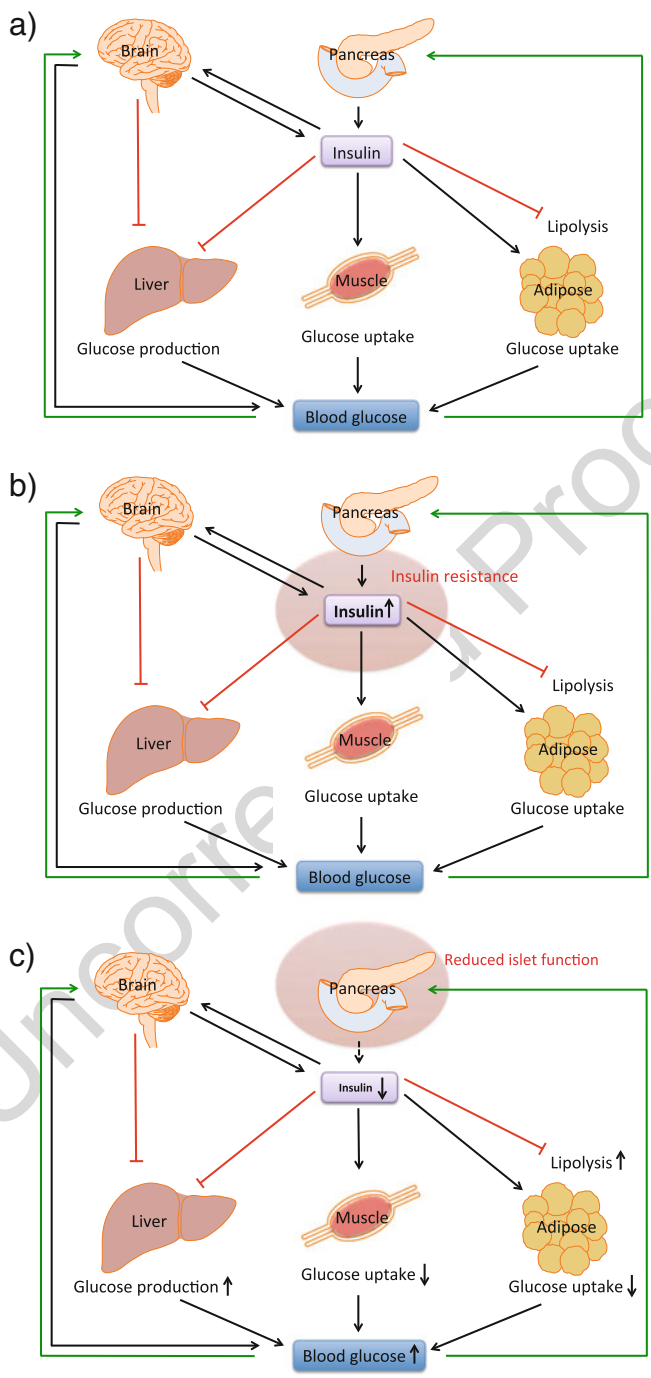 a)
Brain
Pancreas
Insulin
Lipolysis
Liver
Muscle
Adipose
Glucose production
Glucose uptake
Glucose uptake
Blood glucose
b)
Brain
Pancreas
Insulin resistance
Insulin↑
Lipolysis
Liver
Muscle
Adipose
Glucose production
Glucose uptake
Glucose uptake
Blood glucose
c)
Brain
Pancreas
Reduced islet function
Insulin ↓
Lipolysis ↑
Liver
Muscle
Adipose
Glucose production ↑
Glucose uptake ↓
Glucose uptake ↓
Blood glucose ↑